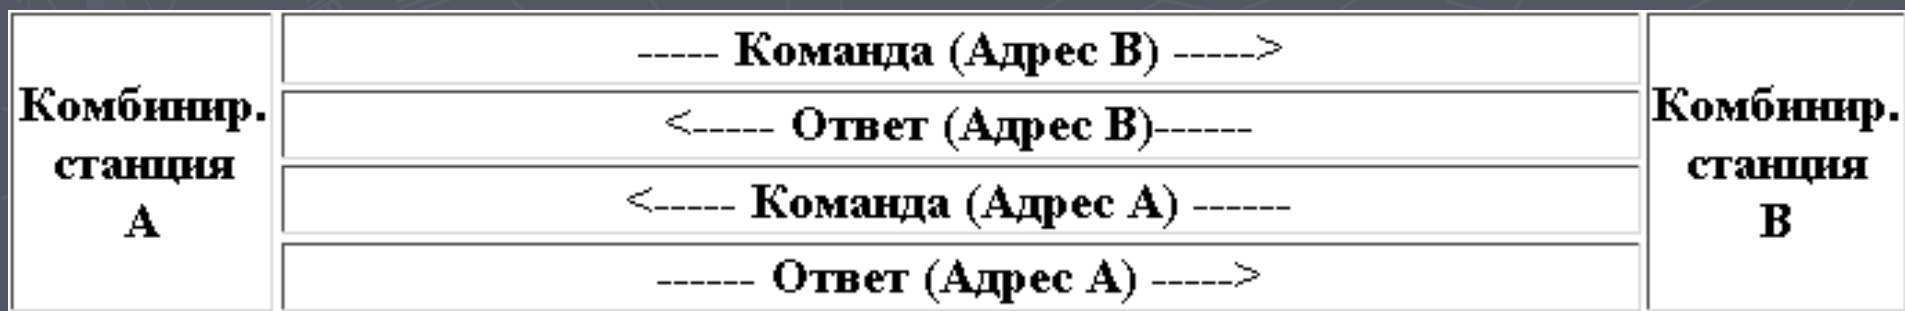 Комбинир.
станция
А
----- Команда (Адрес В) ----->
<----- Ответ (Адрес В)------
<----- Команда (Адрес А) ------
------ Ответ (Адрес А) ----->
Комбинир.
станция
В